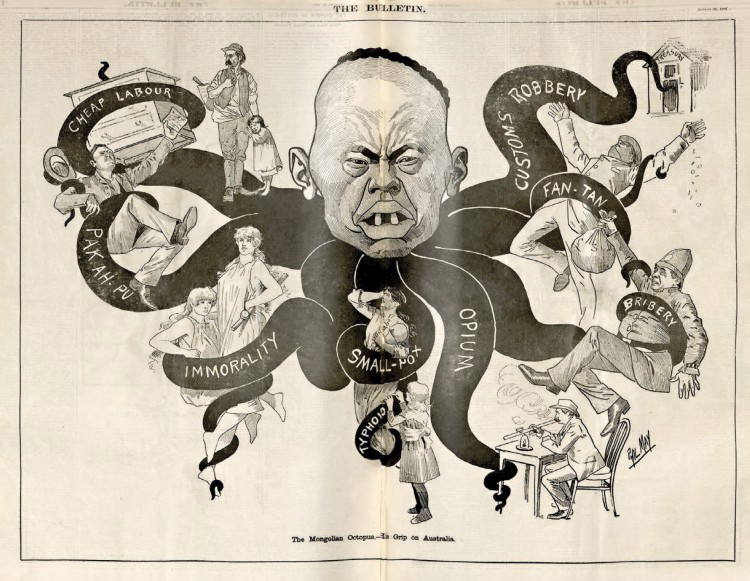 THE BULLETIN.
CHEAP LABOUR
PAK-AH-PU
IMMORALITY
SMALL-POX
TYPHOID
OPIUM
CUSTOMS ROBBERY
TREASURY
FAN-TAN
BRIBERY
Phil May
The Mongolian Octopus.—His Grip on Australia.